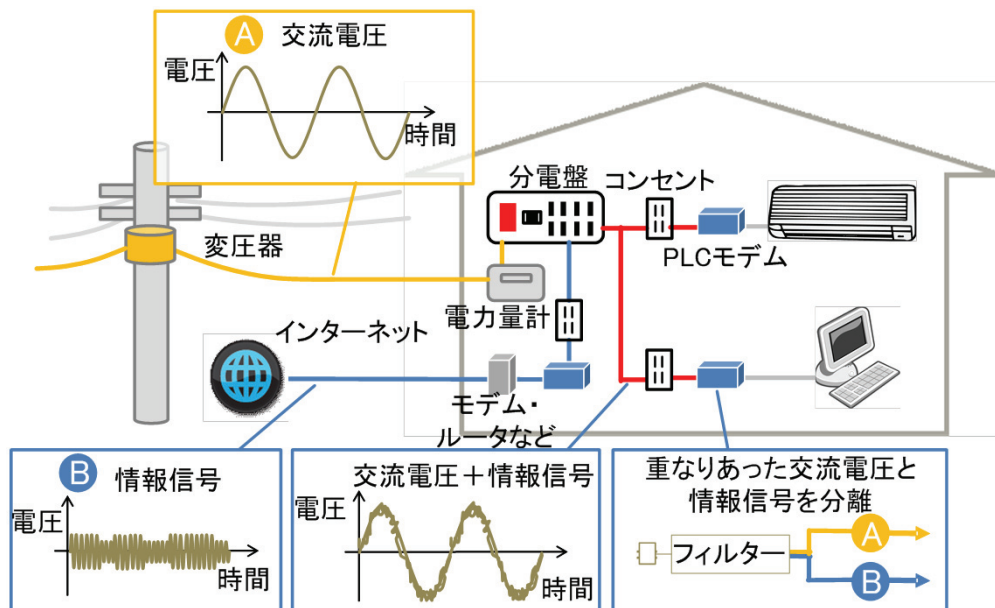 A 交流電圧
電圧
時間
変圧器
分電盤
コンセント
PLCモデム
電力量計
インターネット
モデム・
ルータなど
B 情報信号
電圧
時間
交流電圧＋情報信号
電圧
時間
重なりあった交流電圧と
情報信号を分離
フィルター
A
B